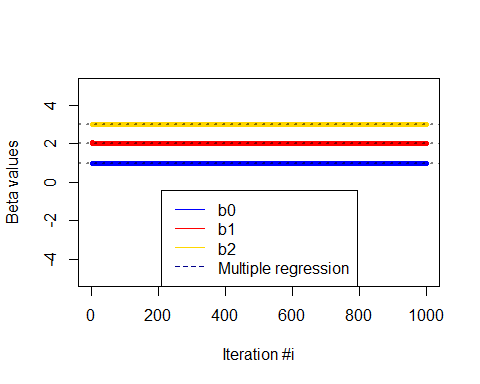 Beta values
4
2
0
-2
-4
b0
b1
b2
Multiple regression
0 200 400 600 800 1000
Iteration #i